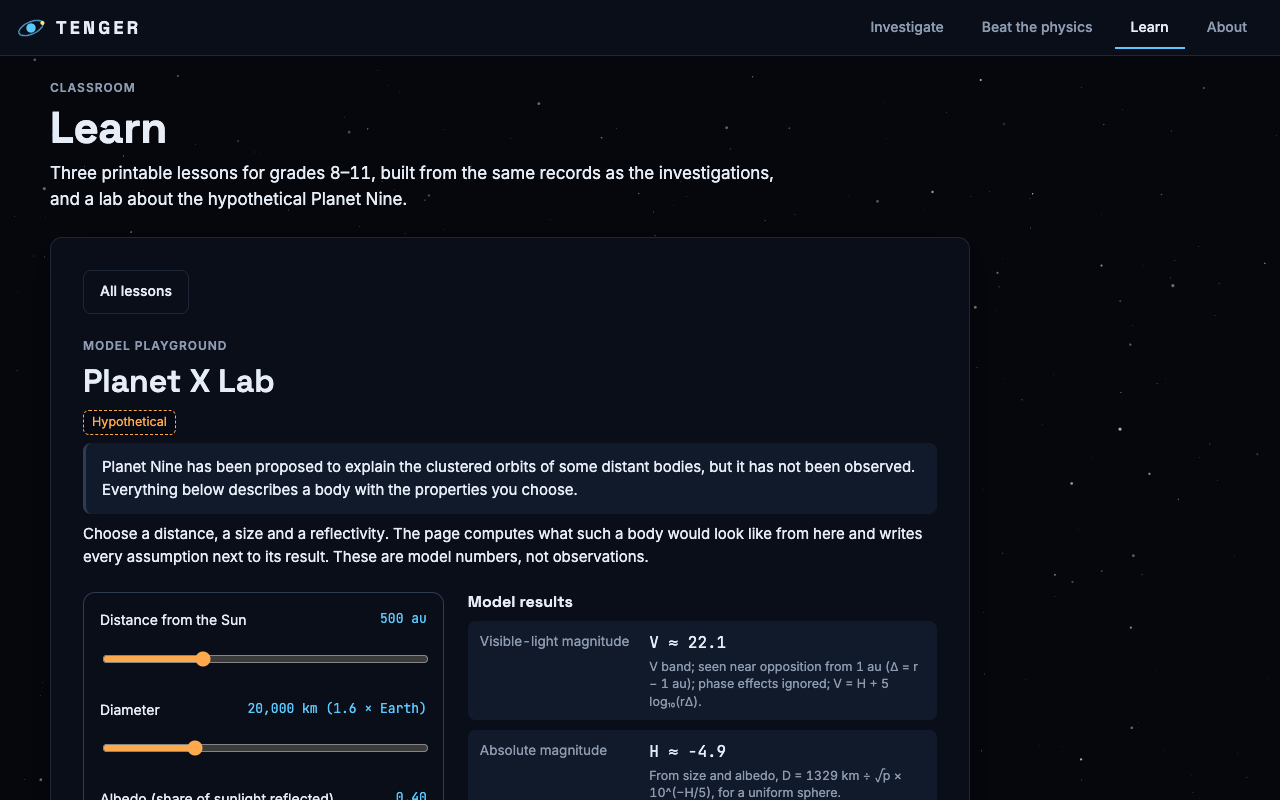 TENGER
Investigate
Beat the physics
Learn
About
CLASSROOM
Learn
Three printable lessons for grades 8–11, built from the same records as the investigations,
and a lab about the hypothetical Planet Nine.
All lessons
MODEL PLAYGROUND
Planet X Lab
Hypothetical
Planet Nine has been proposed to explain the clustered orbits of some distant bodies, but it has not been observed.
Everything below describes a body with the properties you choose.
Choose a distance, a size and a reflectivity. The page computes what such a body would look like from here and writes
every assumption next to its result. These are model numbers, not observations.
Distance from the Sun 500 au
Diameter 20,000 km (1.6 × Earth)
Albedo (share of sunlight reflected) 0.40
Model results
Visible-light magnitude V ≈ 22.1
V band; seen near opposition from 1 au (Δ = r
− 1 au); phase effects ignored; V = H + 5
log₁₀(rΔ).
Absolute magnitude H ≈ -4.9
From size and albedo, D = 1329 km ÷ √p ×
10^(−H/5), for a uniform sphere.